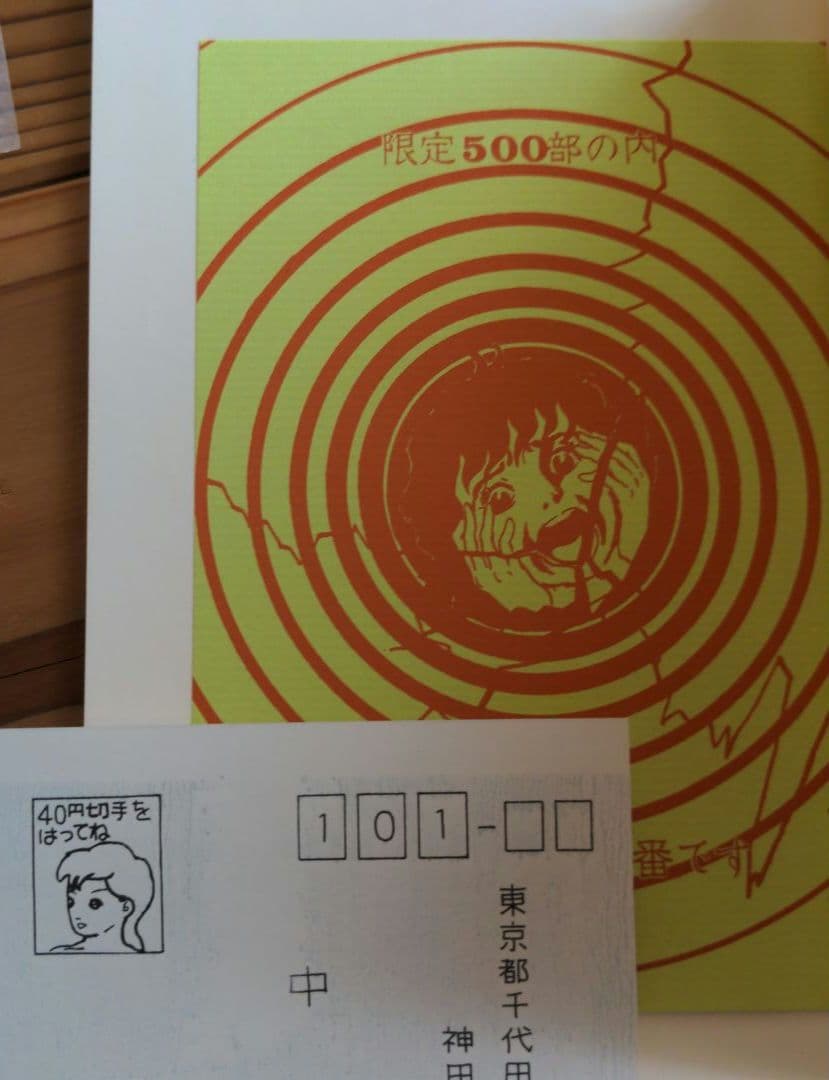 限定500部の内
番です
40円切手を
はってね
101-
東京都千代田
神田
中